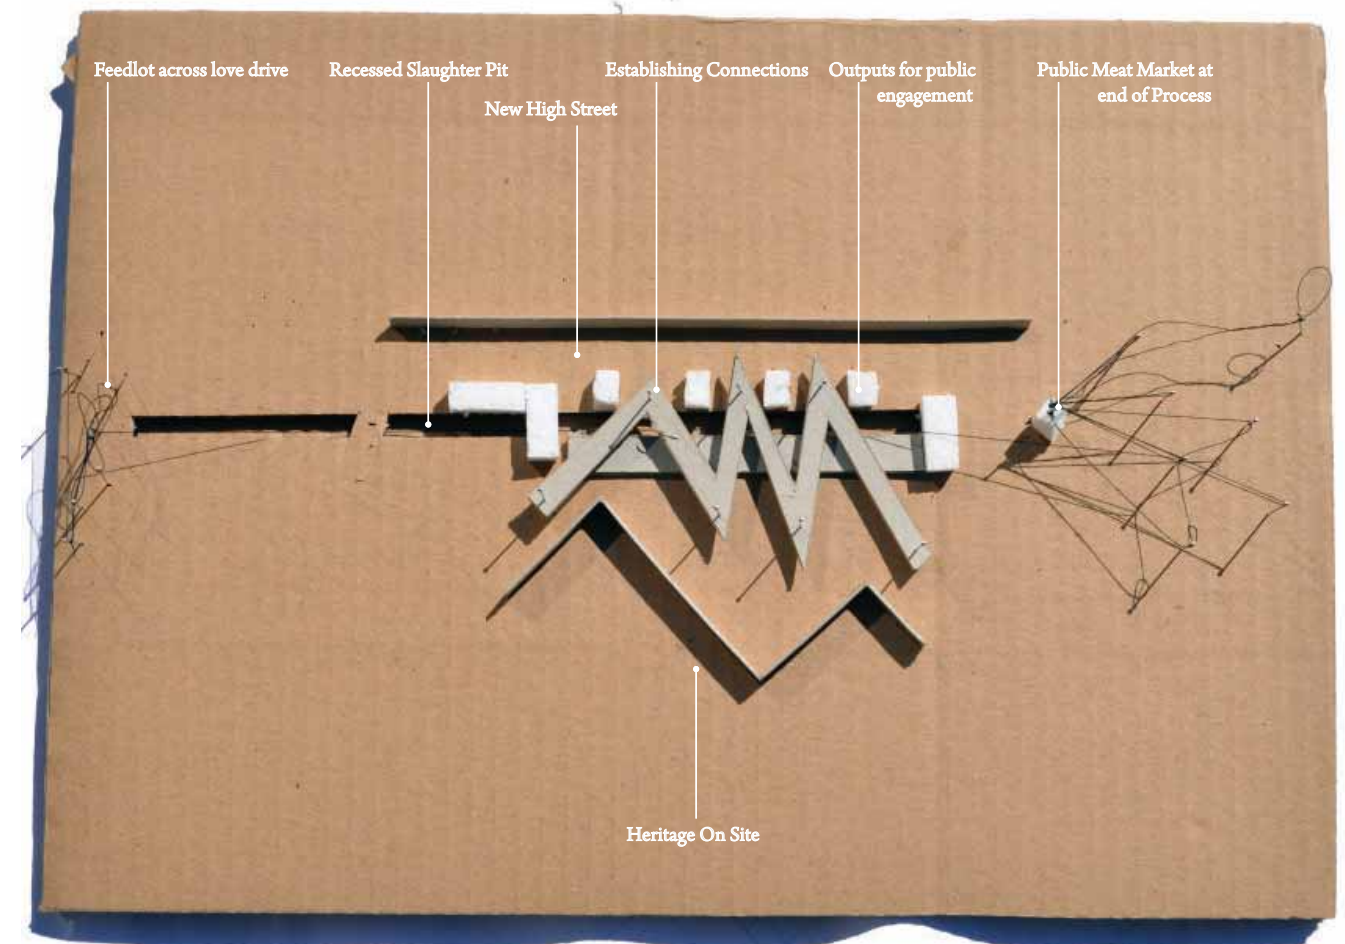 Feedlot across love drive
Recessed Slaughter Pit
New High Street
Establishing Connections
Outputs for public
engagement
Public Meat Market at
end of Process
Heritage On Site